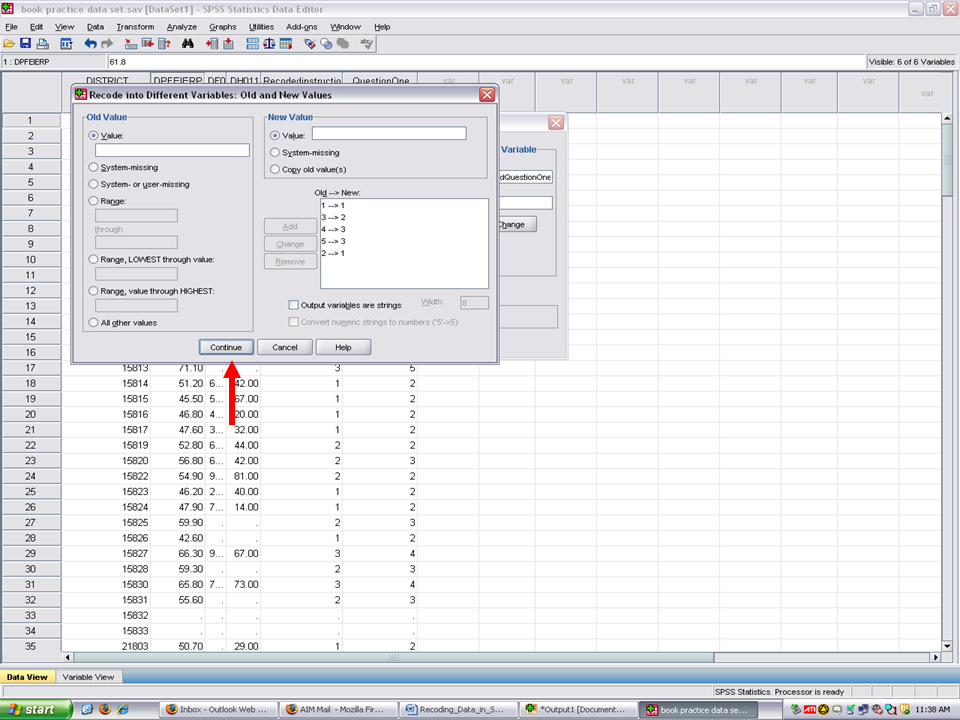 book practice data set.sav [DataSet1] - SPSS Statistics Data Editor
File Edit View Data Transform Analyze Graphs Utilities Add-ons Window Help
1 : DPFEIERP 61.8 Visible: 6 of 6 Variables
DISTRICT DPFEIERP DF0 DH011 Recodedinstructio QuestionOne var var var var var var var var var
Recode into Different Variables: Old and New Values
Old Value
Value:
System-missing
System- or user-missing
Range:
through
Range, LOWEST through value:
Range, value through HIGHEST:
All other values
New Value
Value:
System-missing
Copy old value(s)
Old --> New:
1 --> 1
3 --> 2
4 --> 3
5 --> 3
2 --> 1
Add
Change
Remove
Output variables are strings Width: 8
Convert numeric strings to numbers ('5'->5)
Continue Cancel Help
Variable
dQuestionOne
Change
1
2
3
4
5
6
7
8
9
10
11
12
13
14
15
16
17 15813 71.10 . . 3 5
18 15814 51.20 6... 42.00 1 2
19 15815 45.50 5... 67.00 1 2
20 15816 46.80 4... 20.00 1 2
21 15817 47.60 3... 32.00 1 2
22 15819 52.80 6... 44.00 2 2
23 15820 56.80 6... 42.00 2 3
24 15822 54.90 9... 81.00 2 2
25 15823 46.20 2... 40.00 1 2
26 15824 47.90 7... 14.00 1 2
27 15825 59.90 . . 2 3
28 15826 42.60 . . 1 2
29 15827 66.30 9... 67.00 3 4
30 15828 59.30 . . 2 3
31 15830 65.80 7... 73.00 3 4
32 15831 55.60 . . 2 3
33 15832 . . . . .
34 15833 . . . . .
35 21803 50.70 . 29.00 1 2
Data View Variable View
SPSS Statistics Processor is ready
start Inbox - Outlook Web ... AIM Mail - Mozilla Fir... Recoding_Data_in_S... *Output1 [Document... book practice data se... ATI 11:38 AM